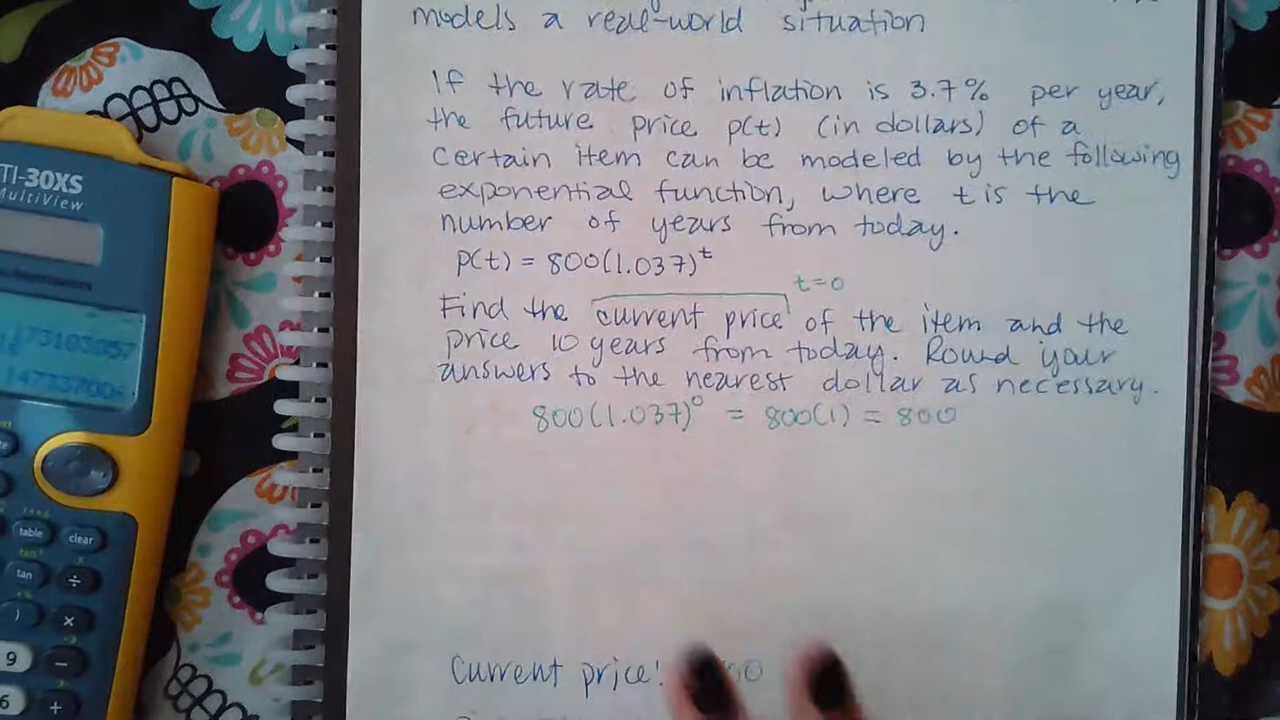 models a real-world situation
If the rate of inflation is 3.7% per year,
the future price p(t) (in dollars) of a
certain item can be modeled by the following
exponential function, where t is the
number of years from today.
p(t) = 800(1.037)^t
t=0
Find the current price of the item and the
price 10 years from today. Round your
answers to the nearest dollar as necessary.
800(1.037)^0 = 800(1) = 800
Current price:
TI-30XS
MultiView
table
clear
tan
÷
)
×
9
−
6
+